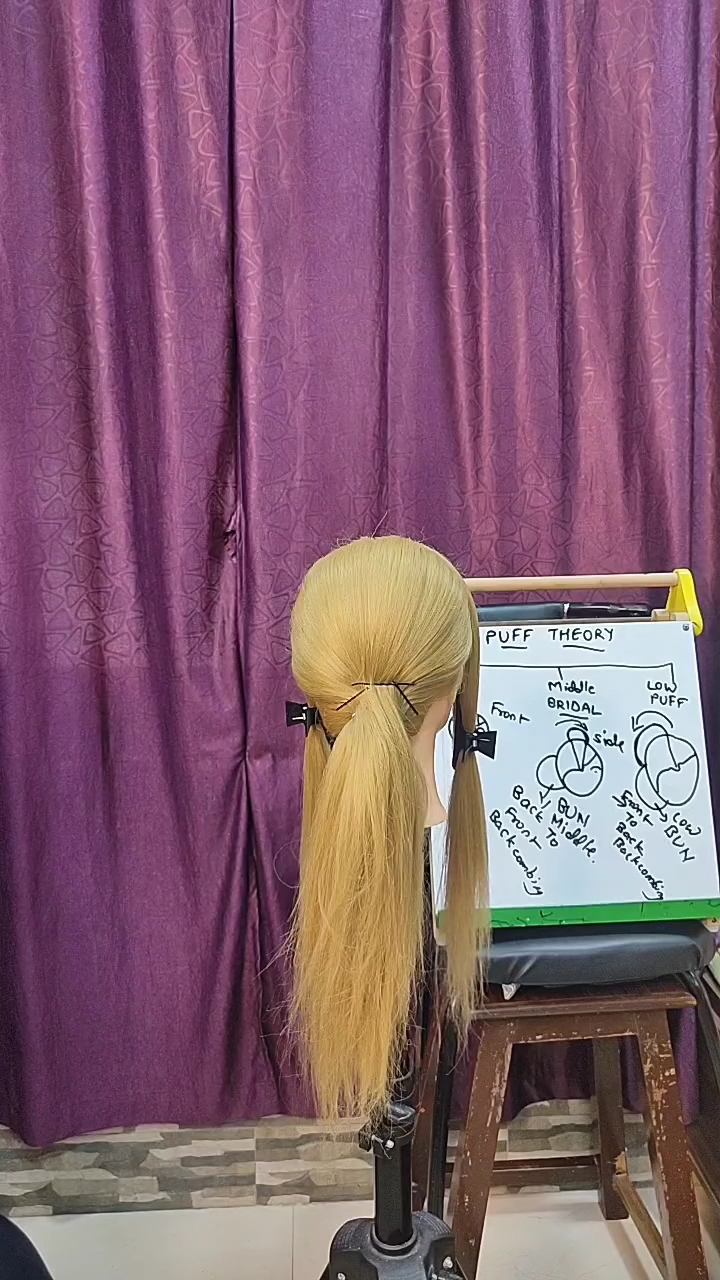 PUFF THEORY
Middle
BRIDAL
LOW
PUFF
Front
side
BUN
Back Middle.
Front To
Back combing
Front
To
Back
Backcombing
LOW
BUN